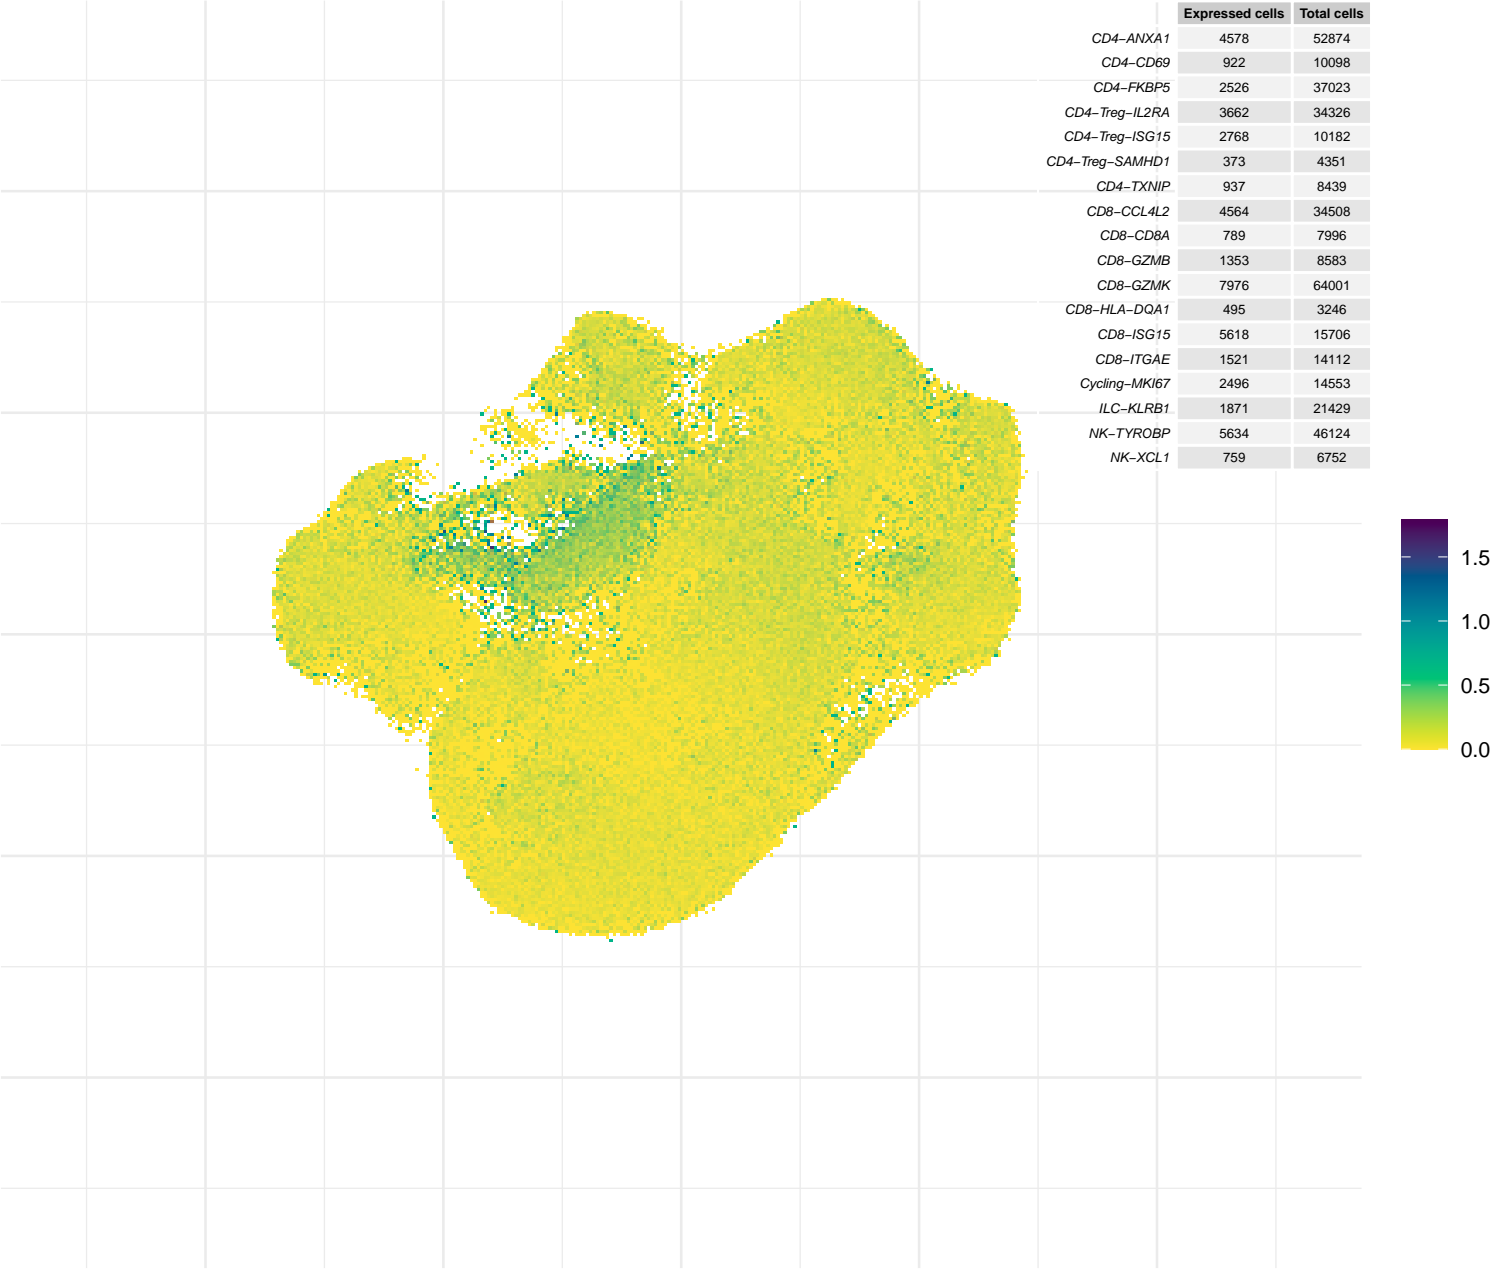 Expressed cells Total cells
CD4−ANXA1 4578 52874
CD4−CD69 922 10098
CD4−FKBP5 2526 37023
CD4−Treg−IL2RA 3662 34326
CD4−Treg−ISG15 2768 10182
CD4−Treg−SAMHD1 373 4351
CD4−TXNIP 937 8439
CD8−CCL4L2 4564 34508
CD8−CD8A 789 7996
CD8−GZMB 1353 8583
CD8−GZMK 7976 64001
CD8−HLA−DQA1 495 3246
CD8−ISG15 5618 15706
CD8−ITGAE 1521 14112
Cycling−MKI67 2496 14553
ILC−KLRB1 1871 21429
NK−TYROBP 5634 46124
NK−XCL1 759 6752
1.5
1.0
0.5
0.0